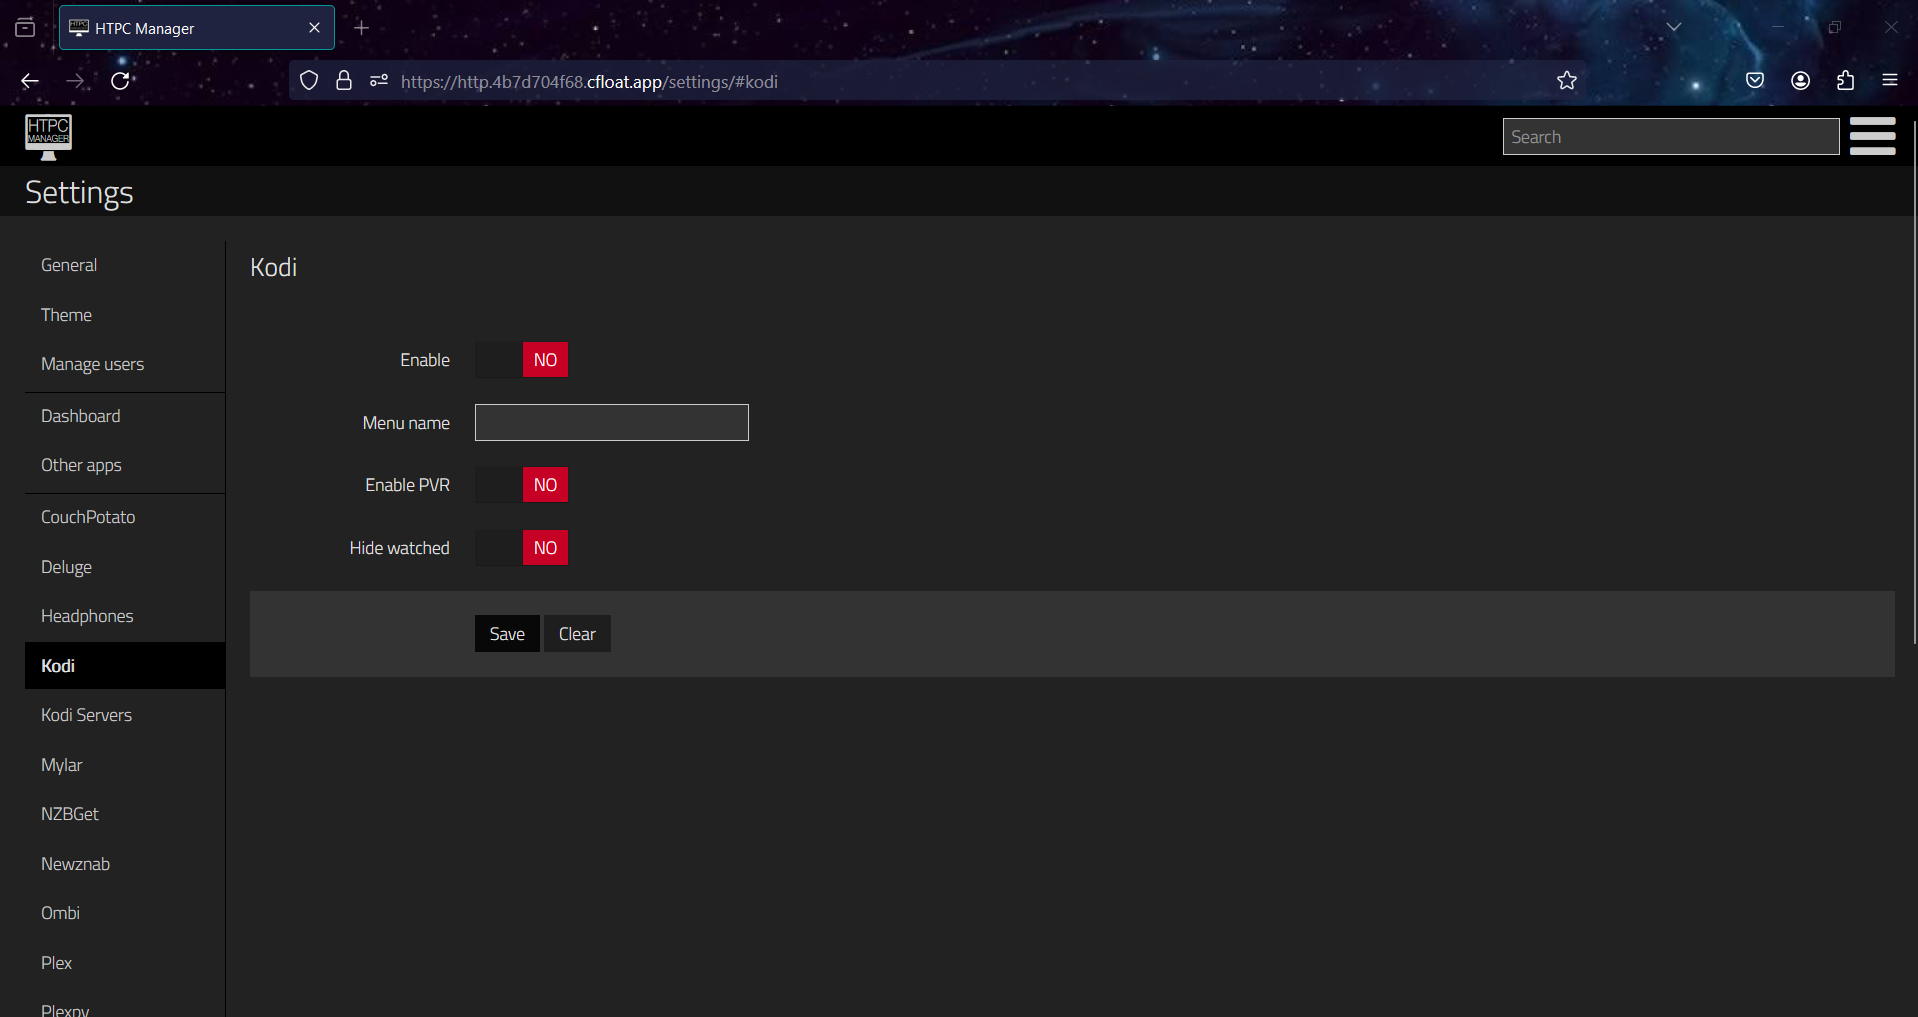 HTPC Manager
https://http.4b7d704f68.cfloat.app/settings/#kodi
HTPC
MANAGER
Search
Settings
General
Theme
Manage users
Dashboard
Other apps
CouchPotato
Deluge
Headphones
Kodi
Kodi Servers
Mylar
NZBGet
Newznab
Ombi
Plex
Plexpy
Kodi
Enable NO
Menu name
Enable PVR NO
Hide watched NO
Save Clear